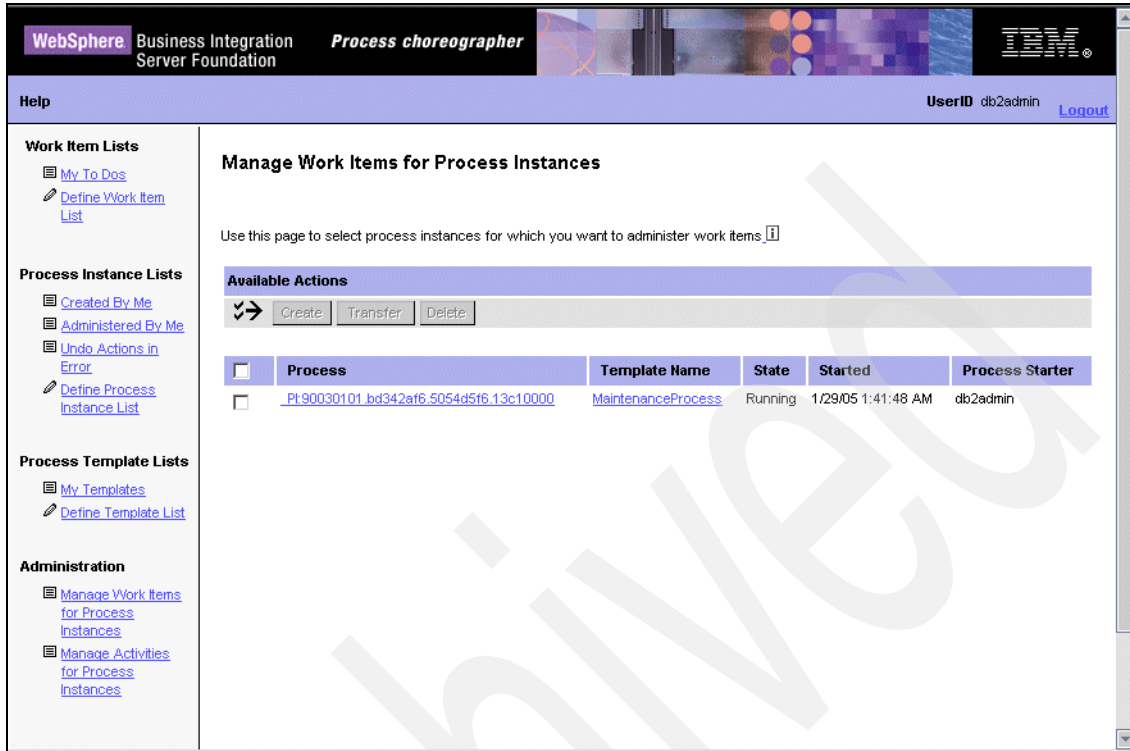 WebSphere. Business Integration
Server Foundation
Process choreographer
IBM®
Help
UserID db2admin
Logout
Work Item Lists
My To Dos
Define Work Item
List
Process Instance Lists
Created By Me
Administered By Me
Undo Actions in
Error
Define Process
Instance List
Process Template Lists
My Templates
Define Template List
Administration
Manage Work Items
for Process
Instances
Manage Activities
for Process
Instances
Manage Work Items for Process Instances
Use this page to select process instances for which you want to administer work items i
Available Actions
Create Transfer Delete
Process Template Name State Started Process Starter
_PI:90030101.bd342af6.5054d5f6.13c10000 MaintenanceProcess Running 1/29/05 1:41:48 AM db2admin
hived